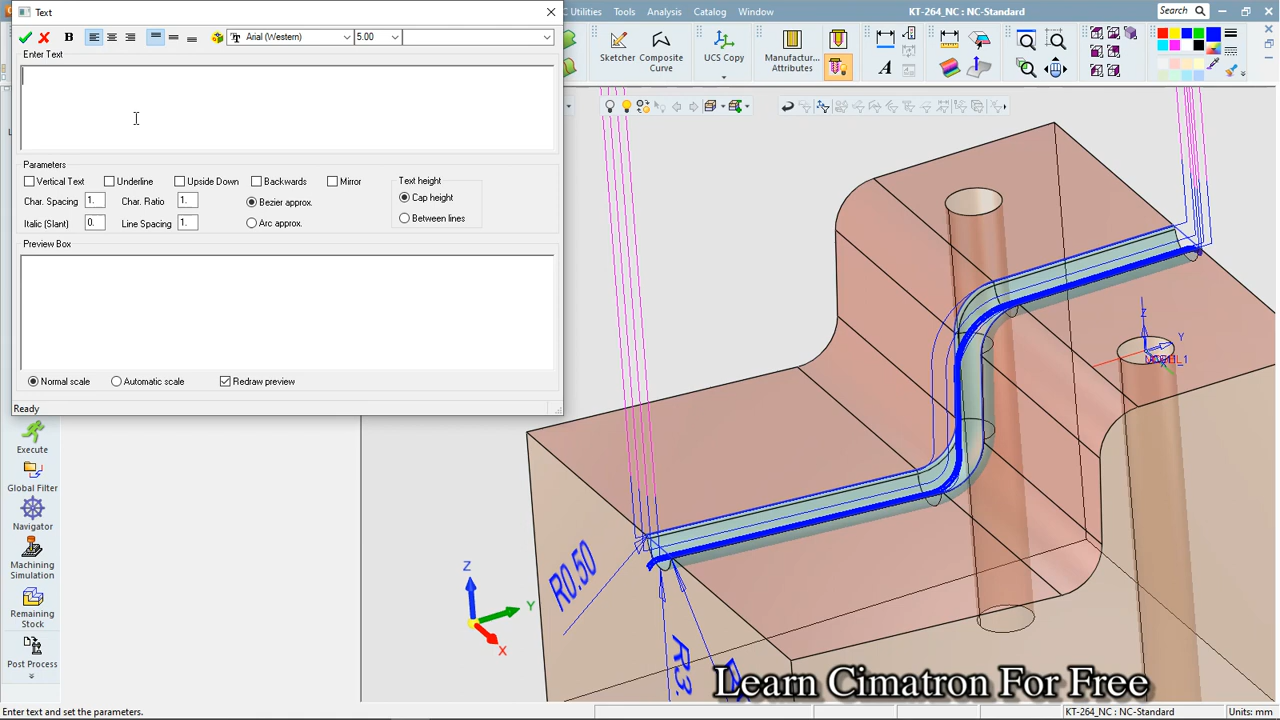 Text
NC Utilities Tools Analysis Catalog Window
KT-264_NC : NC-Standard
Search
B Arial (Western) 5.00
Enter Text
Sketcher
Composite Curve
UCS Copy
Manufactur... Attributes
A
Parameters
Vertical Text Underline Upside Down Backwards Mirror
Text height
Char. Spacing 1. Char. Ratio 1. Bezier approx. Cap height
Italic (Slant) 0. Line Spacing 1. Arc approx. Between lines
Preview Box
Normal scale Automatic scale Redraw preview
Ready
Execute
Global Filter
Navigator
Machining Simulation
Remaining Stock
Post Process
Z
Y
X
Z
Y
R0.50
R3.
Learn Cimatron For Free
Enter text and set the parameters.
KT-264_NC : NC-Standard
Units: mm